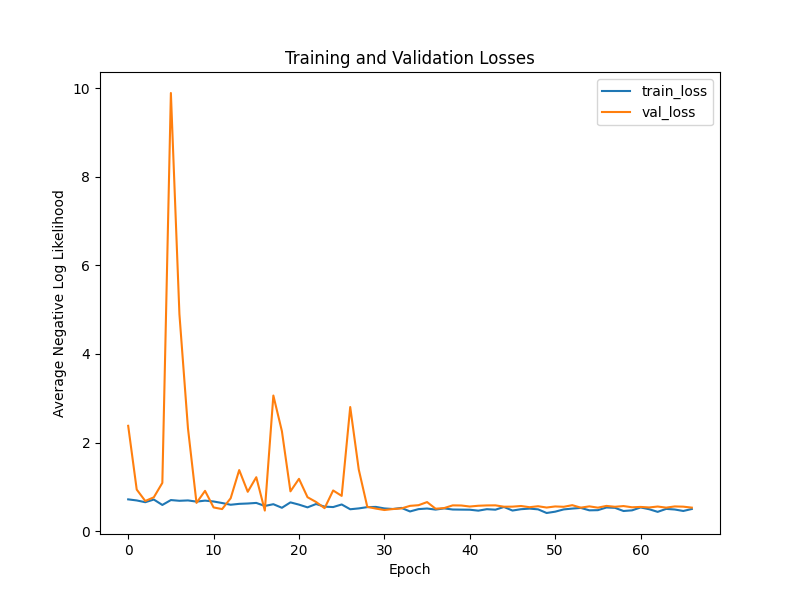 Training and Validation Losses
train_loss
val_loss
Average Negative Log Likelihood
10
8
6
4
2
0
0 10 20 30 40 50 60
Epoch